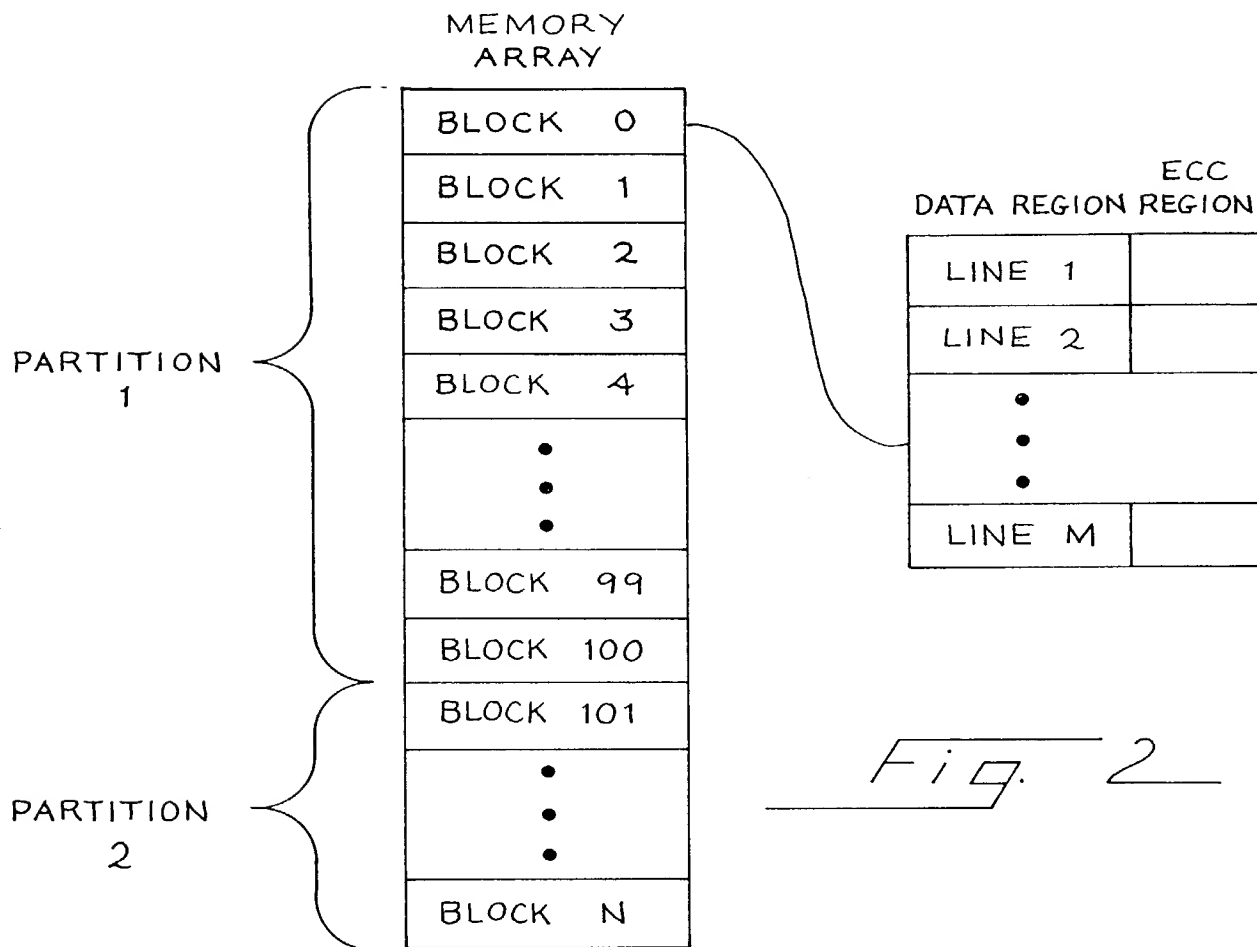 MEMORY
ARRAY
BLOCK 0
BLOCK 1
BLOCK 2
BLOCK 3
BLOCK 4
BLOCK 99
BLOCK 100
BLOCK 101
BLOCK N
PARTITION
1
PARTITION
2
DATA REGION
ECC
REGION
LINE 1
LINE 2
LINE M
Fig. 2